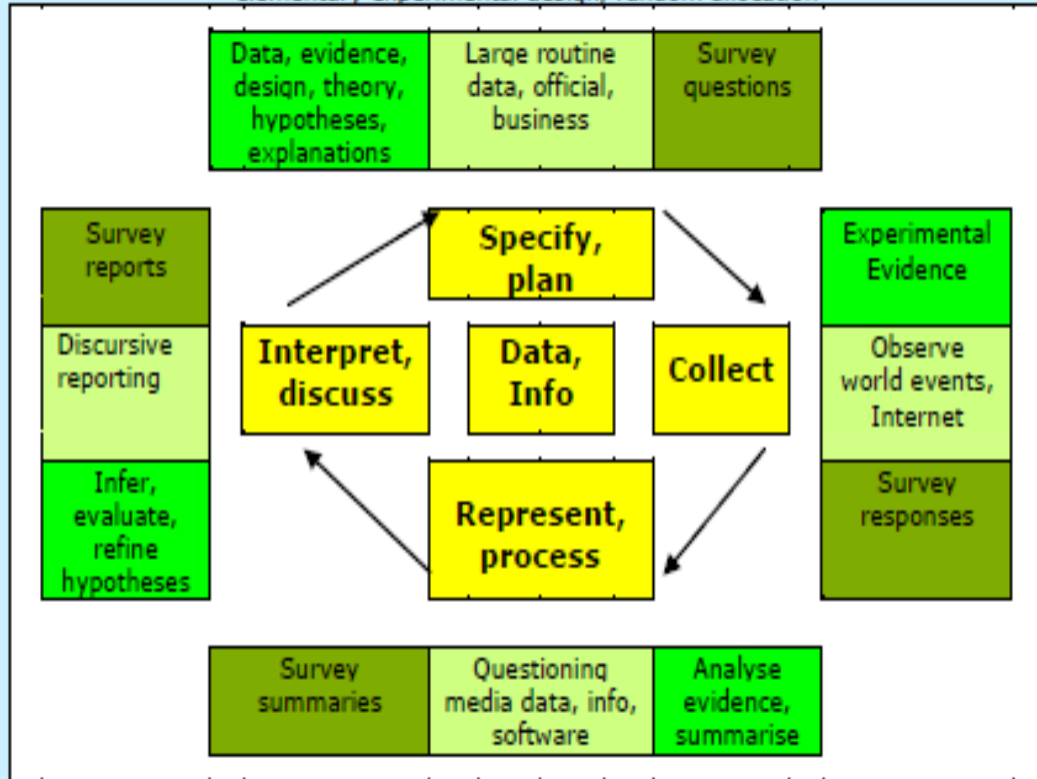 Data, evidence,
design, theory,
hypotheses,
explanations
Large routine
data, official,
business
Survey
questions
Survey
reports
Discursive
reporting
Infer,
evaluate,
refine
hypotheses
Specify,
plan
Interpret,
discuss
Data,
Info
Collect
Represent,
process
Experimental
Evidence
Observe
world events,
Internet
Survey
responses
Survey
summaries
Questioning
media data, info,
software
Analyse
evidence,
summarise